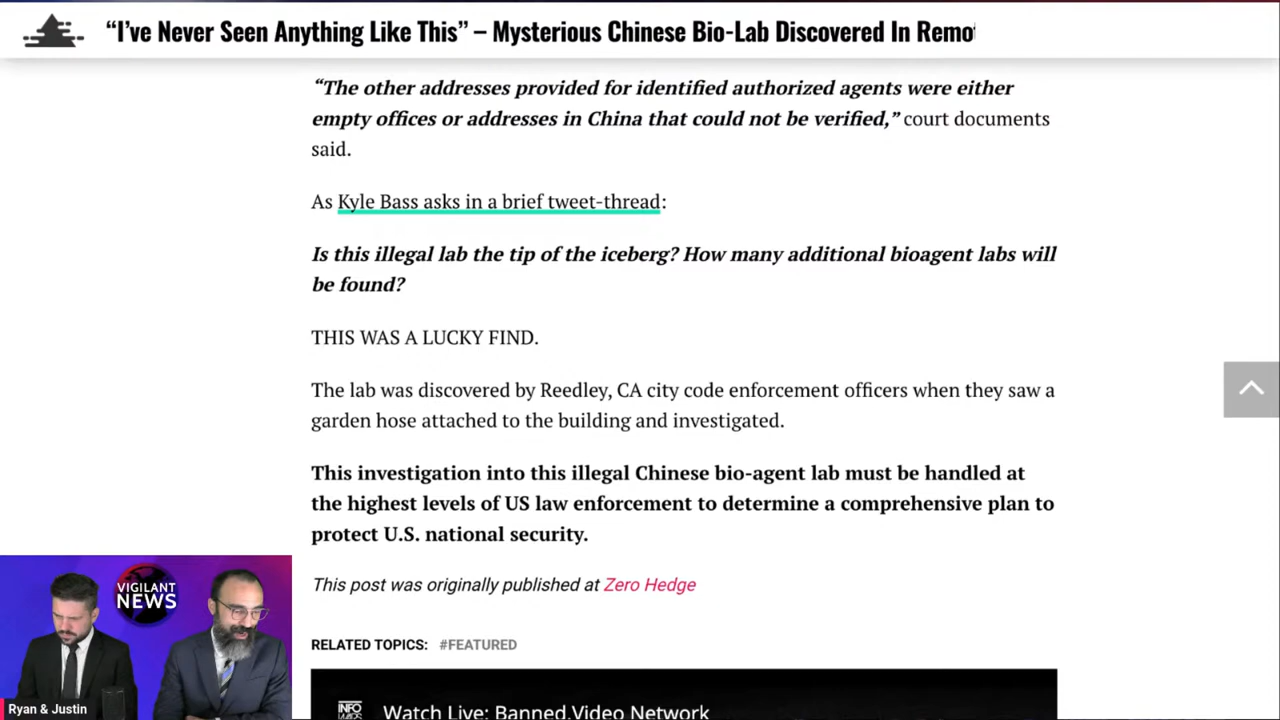 “I’ve Never Seen Anything Like This” – Mysterious Chinese Bio-Lab Discovered In Remo
“The other addresses provided for identified authorized agents were either
empty offices or addresses in China that could not be verified,” court documents
said.
As Kyle Bass asks in a brief tweet-thread:
Is this illegal lab the tip of the iceberg? How many additional bioagent labs will
be found?
THIS WAS A LUCKY FIND.
The lab was discovered by Reedley, CA city code enforcement officers when they saw a
garden hose attached to the building and investigated.
This investigation into this illegal Chinese bio-agent lab must be handled at
the highest levels of US law enforcement to determine a comprehensive plan to
protect U.S. national security.
This post was originally published at Zero Hedge
RELATED TOPICS: #FEATURED
INFO
WARS
Watch Live: Banned.Video Network
VIGILANT
NEWS
Ryan & Justin